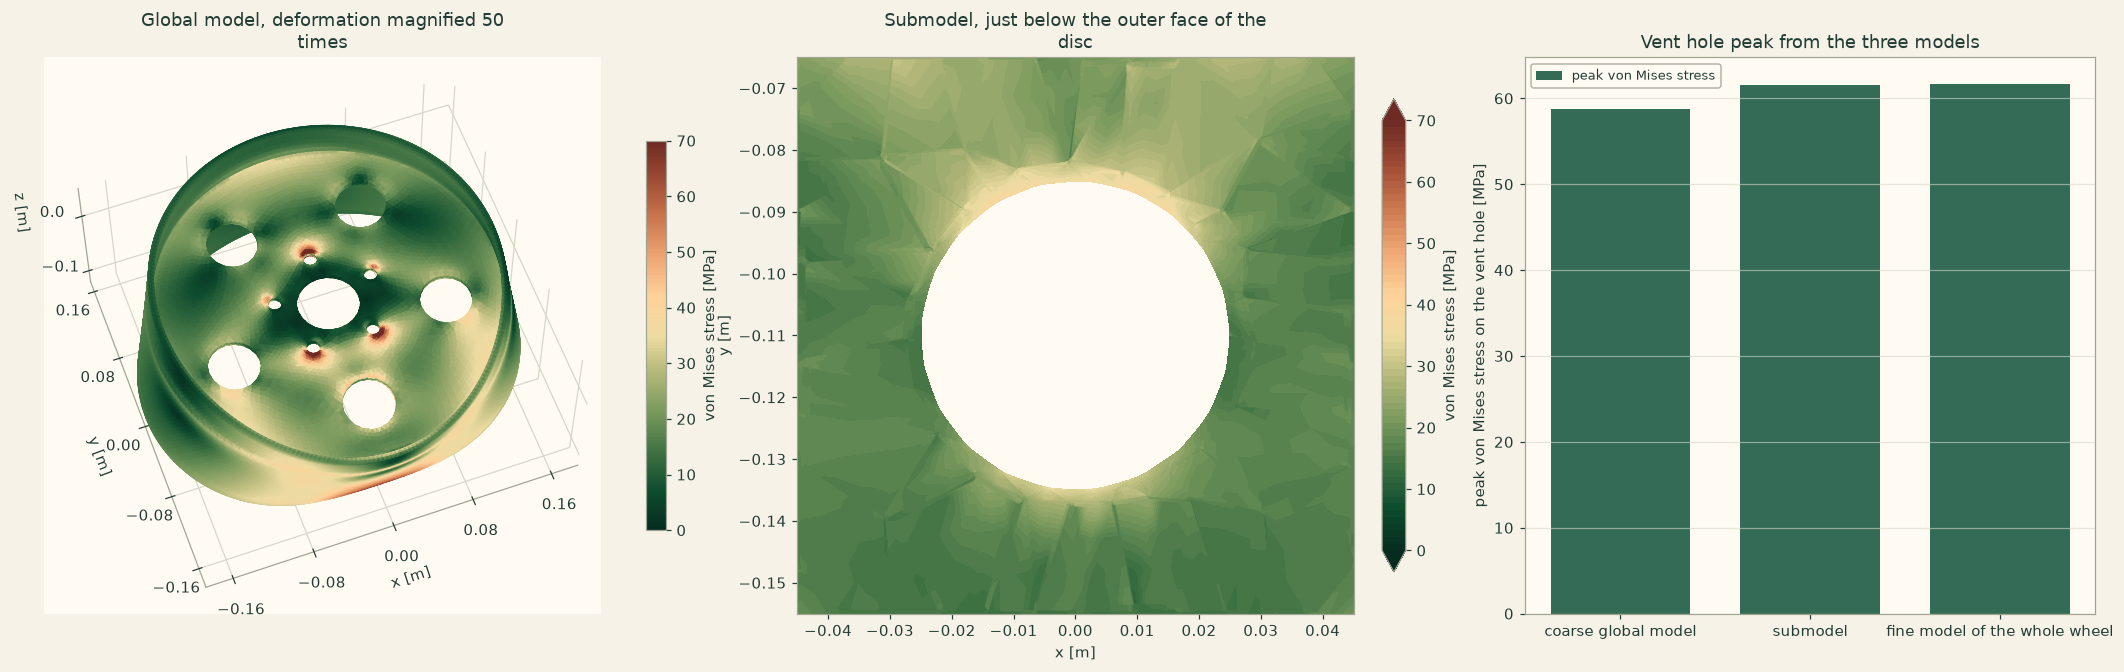 Global model, deformation magnified 50
times
z [m]
0.0
−0.1
0.16
0.08
0.00
−0.08
−0.16
y [m]
−0.16
−0.08
0.00
0.08
0.16
x [m]
70
60
50
40
30
20
10
0
von Mises stress [MPa]
Submodel, just below the outer face of the
disc
y [m]
−0.07
−0.08
−0.09
−0.10
−0.11
−0.12
−0.13
−0.14
−0.15
−0.04 −0.03 −0.02 −0.01 0.00 0.01 0.02 0.03 0.04
x [m]
70
60
50
40
30
20
10
0
von Mises stress [MPa]
Vent hole peak from the three models
peak von Mises stress
peak von Mises stress on the vent hole [MPa]
60
50
40
30
20
10
0
coarse global model submodel fine model of the whole wheel